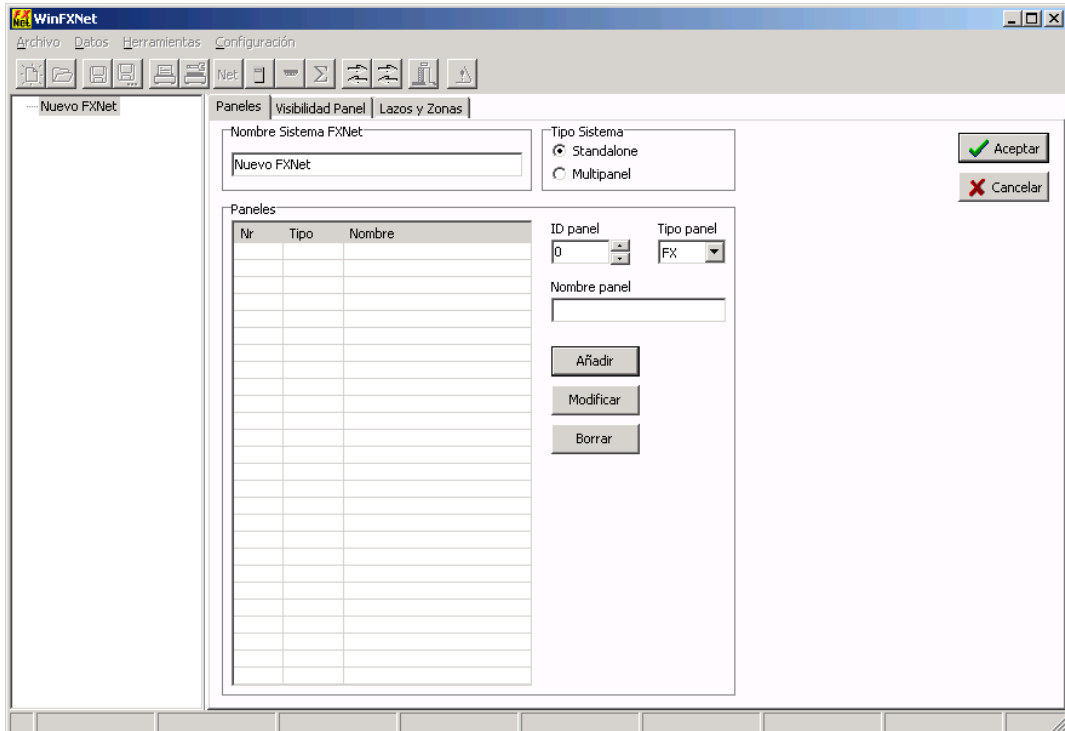 WinFXNet
Archivo Datos Herramientas Configuración
Net Σ
Nuevo FXNet
Paneles Visibilidad Panel Lazos y Zonas
Nombre Sistema FXNet
Nuevo FXNet
Tipo Sistema
Standalone
Multipanel
Aceptar
Cancelar
Paneles
Nr Tipo Nombre
ID panel Tipo panel
0 FX
Nombre panel
Añadir
Modificar
Borrar